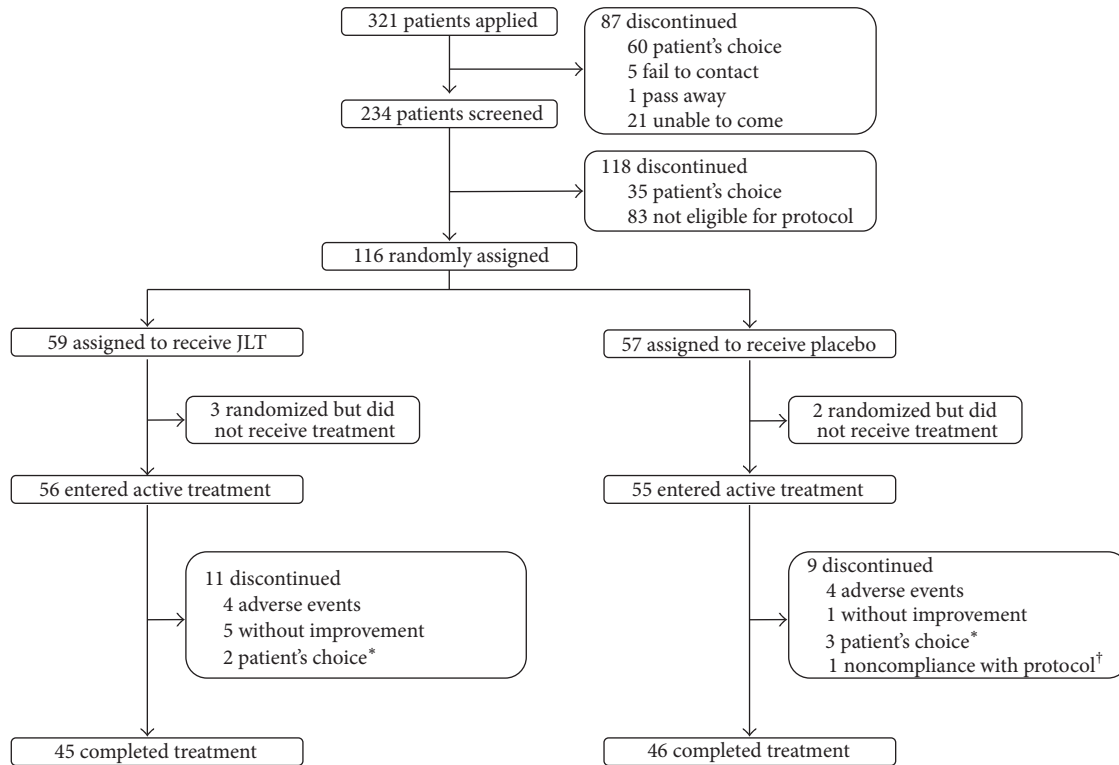 321 patients applied
87 discontinued
60 patient's choice
5 fail to contact
1 pass away
21 unable to come
234 patients screened
118 discontinued
35 patient's choice
83 not eligible for protocol
116 randomly assigned
59 assigned to receive JLT
57 assigned to receive placebo
3 randomized but did
not receive treatment
2 randomized but did
not receive treatment
56 entered active treatment
55 entered active treatment
11 discontinued
4 adverse events
5 without improvement
2 patient's choice*
9 discontinued
4 adverse events
1 without improvement
3 patient's choice*
1 noncompliance with protocol†
45 completed treatment
46 completed treatment